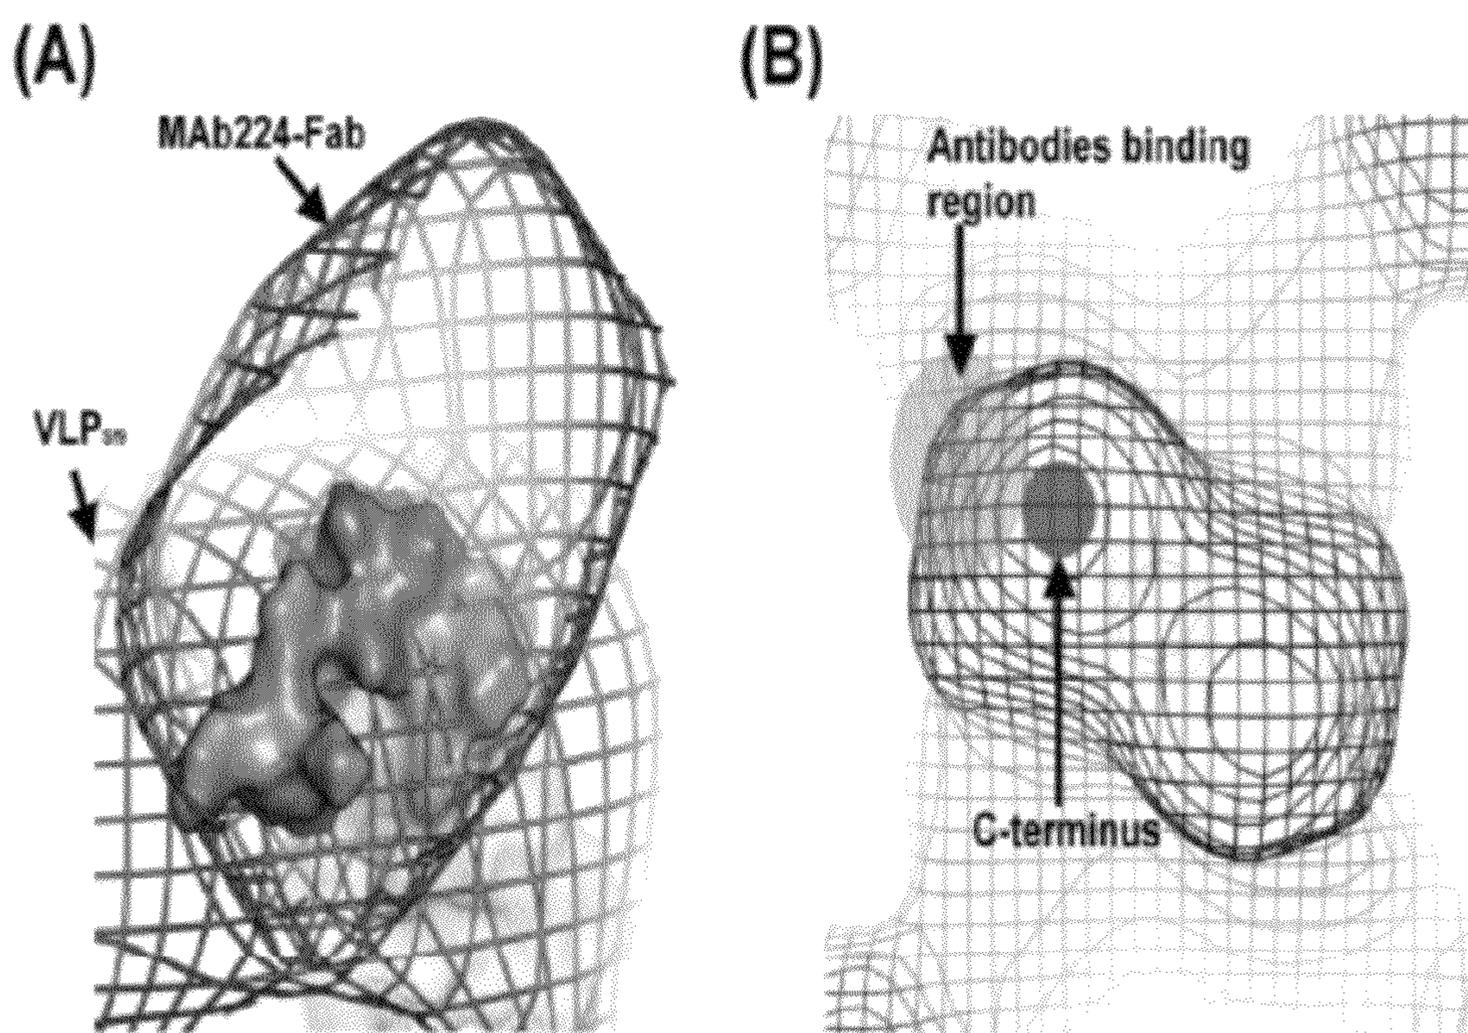 (A)
(B)
MAb224-Fab
Antibodies binding
region
VLP
C-terminus